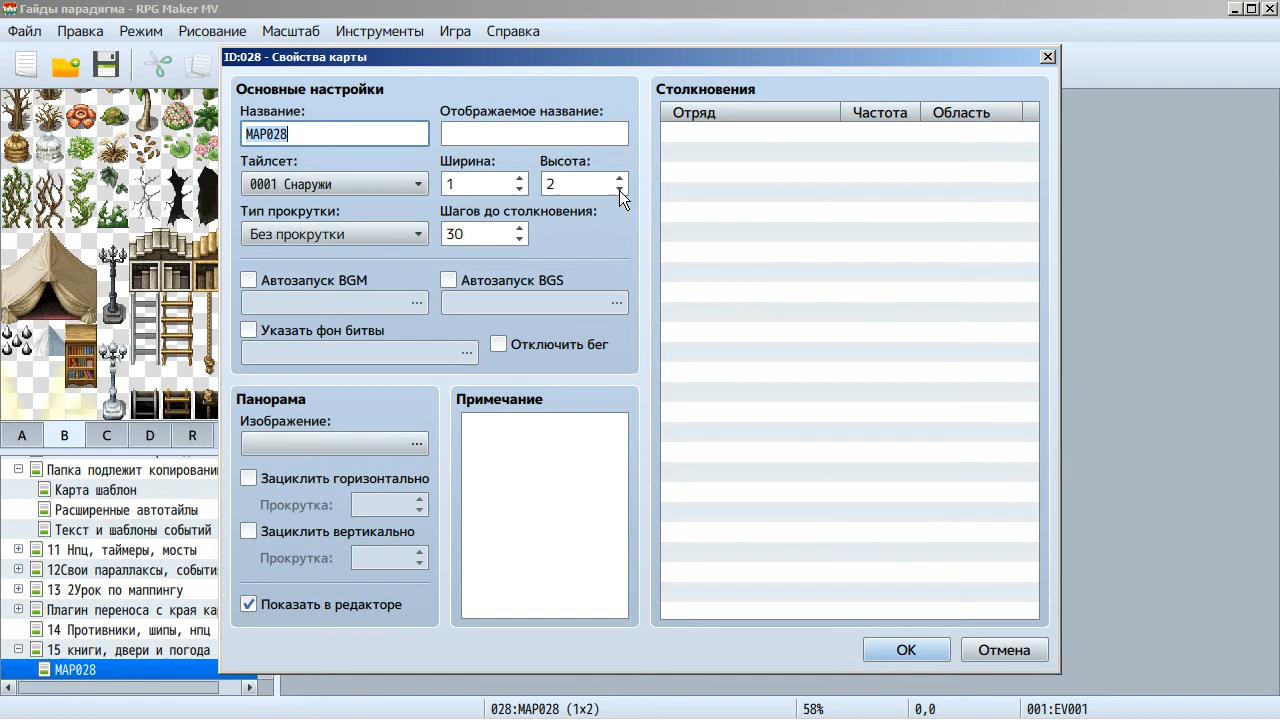 Гайды парадигма - RPG Maker MV
Файл Правка Режим Рисование Масштаб Инструменты Игра Справка
ID:028 - Свойства карты
Основные настройки
Название: Отображаемое название:
MAP028
Тайлсет: Ширина: Высота:
0001 Снаружи 1 2
Тип прокрутки: Шагов до столкновения:
Без прокрутки 30
Автозапуск BGM Автозапуск BGS
... ...
Указать фон битвы
... Отключить бег
Панорама
Изображение:
...
Зациклить горизонтально
Прокрутка:
Зациклить вертикально
Прокрутка:
Показать в редакторе
Примечание
Столкновения
Отряд Частота Область
OK Отмена
A B C D R
Папка подлежит копировани
Карта шаблон
Расширенные автотайлы
Текст и шаблоны событий
11 Нпц, таймеры, мосты
12Свои параллаксы, событи
13 2Урок по маппингу
Плагин переноса с края ка
14 Противники, шипы, нпц
15 книги, двери и погода
MAP028
028:MAP028 (1x2) 58% 0,0 001:EV001